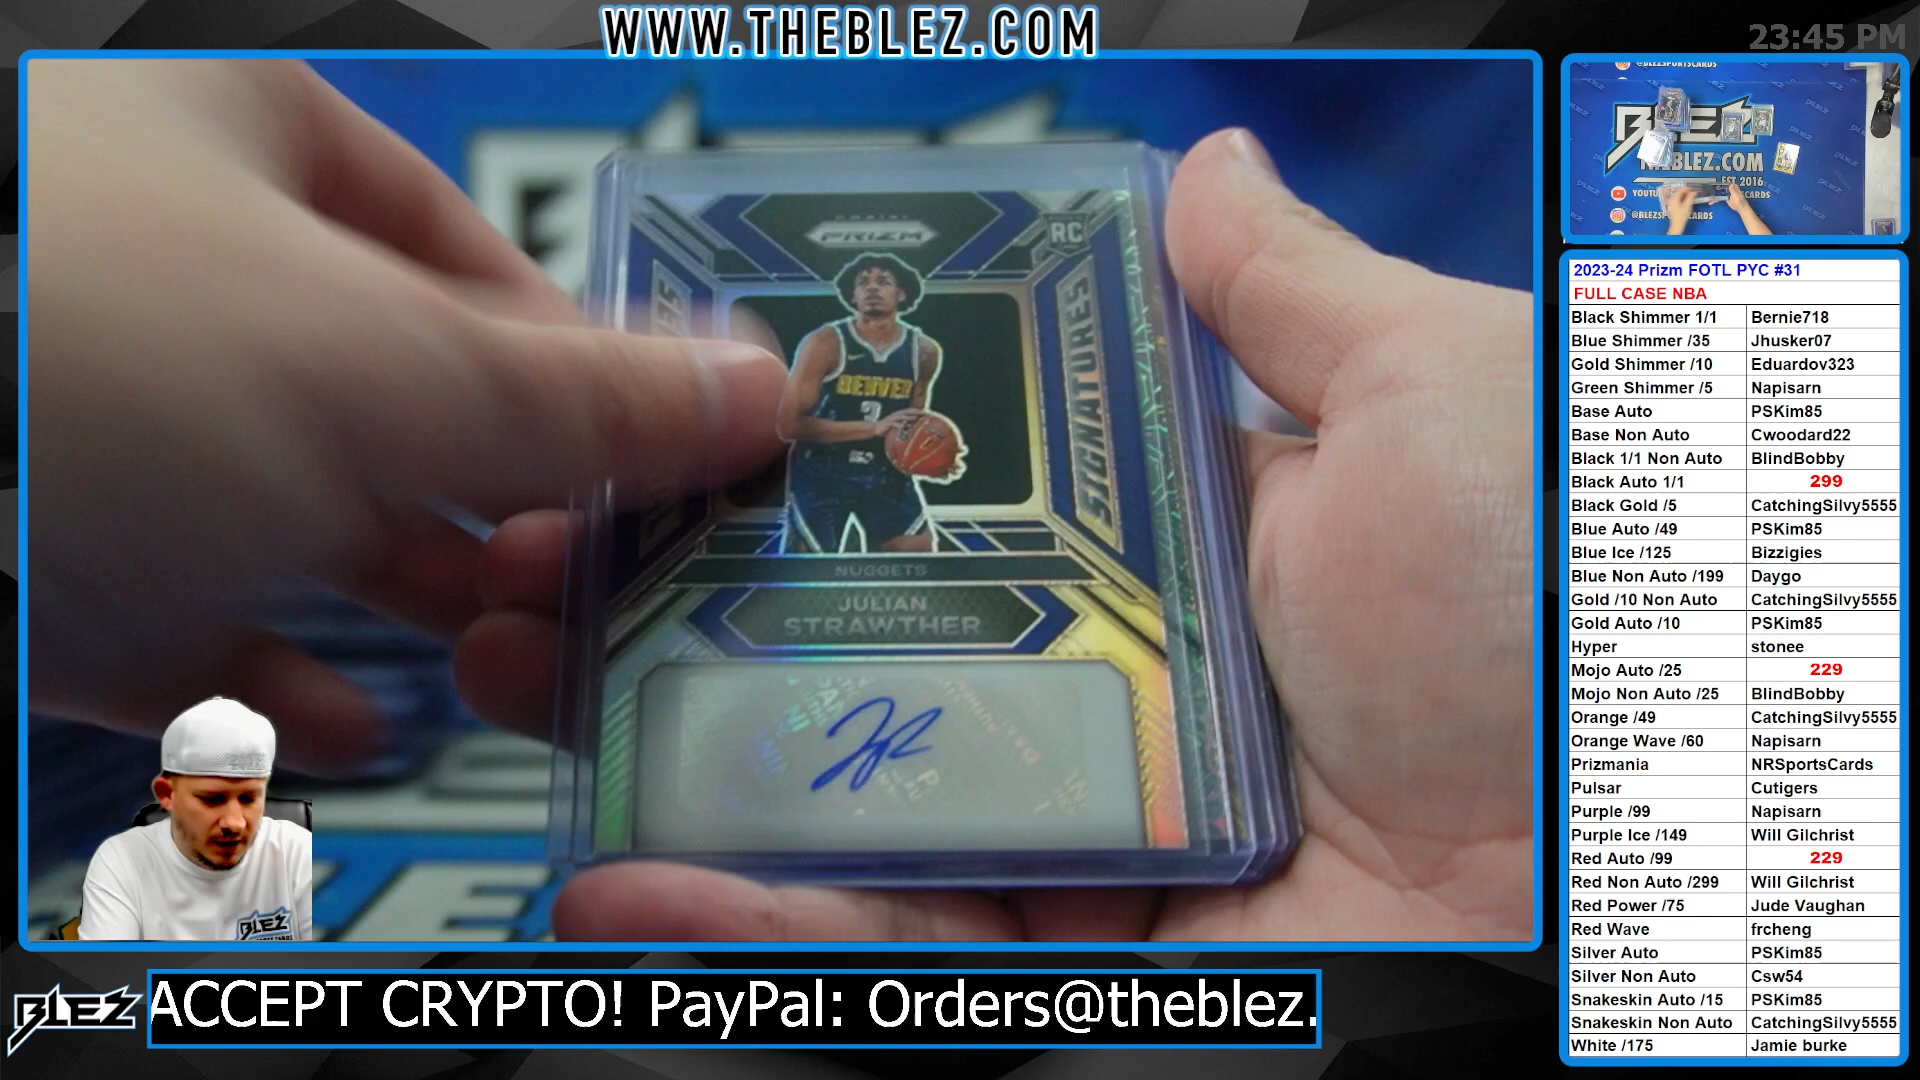 WWW.THEBLEZ.COM
23:45 PM
PANINI
PRIZM
RC
SIGNATURES
DENVER
NUGGETS
JULIAN
STRAWTHER
BLEZ
@BLEZSPORTSCARDS
BLEZ
THEBLEZ.COM
EST 2016
2023-24 Prizm FOTL PYC #31
FULL CASE NBA
Black Shimmer 1/1 Bernie718
Blue Shimmer /35 Jhusker07
Gold Shimmer /10 Eduardov323
Green Shimmer /5 Napisarn
Base Auto PSKim85
Base Non Auto Cwoodard22
Black 1/1 Non Auto BlindBobby
Black Auto 1/1 299
Black Gold /5 CatchingSilvy5555
Blue Auto /49 PSKim85
Blue Ice /125 Bizzigies
Blue Non Auto /199 Daygo
Gold /10 Non Auto CatchingSilvy5555
Gold Auto /10 PSKim85
Hyper stonee
Mojo Auto /25 229
Mojo Non Auto /25 BlindBobby
Orange /49 CatchingSilvy5555
Orange Wave /60 Napisarn
Prizmania NRSportsCards
Pulsar Cutigers
Purple /99 Napisarn
Purple Ice /149 Will Gilchrist
Red Auto /99 229
Red Non Auto /299 Will Gilchrist
Red Power /75 Jude Vaughan
Red Wave frcheng
Silver Auto PSKim85
Silver Non Auto Csw54
Snakeskin Auto /15 PSKim85
Snakeskin Non Auto CatchingSilvy5555
White /175 Jamie burke
BLEZ
ACCEPT CRYPTO! PayPal: Orders@theblez.